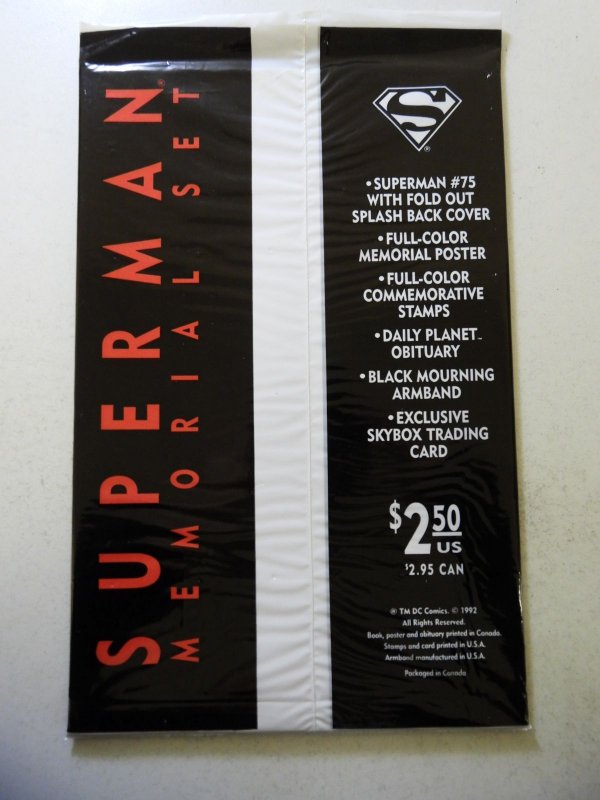 SUPERMAN®
MEMORIAL SET
S®
•SUPERMAN #75
WITH FOLD OUT
SPLASH BACK COVER
•FULL-COLOR
MEMORIAL POSTER
•FULL-COLOR
COMMEMORATIVE
STAMPS
•DAILY PLANET™
OBITUARY
•BLACK MOURNING
ARMBAND
•EXCLUSIVE
SKYBOX TRADING
CARD
$2.50
US
$2.95 CAN
® TM DC Comics. © 1992
All Rights Reserved.
Book, poster and obituary printed in Canada.
Stamps and card printed in U.S.A.
Armband manufactured in U.S.A.
Packaged in Canada